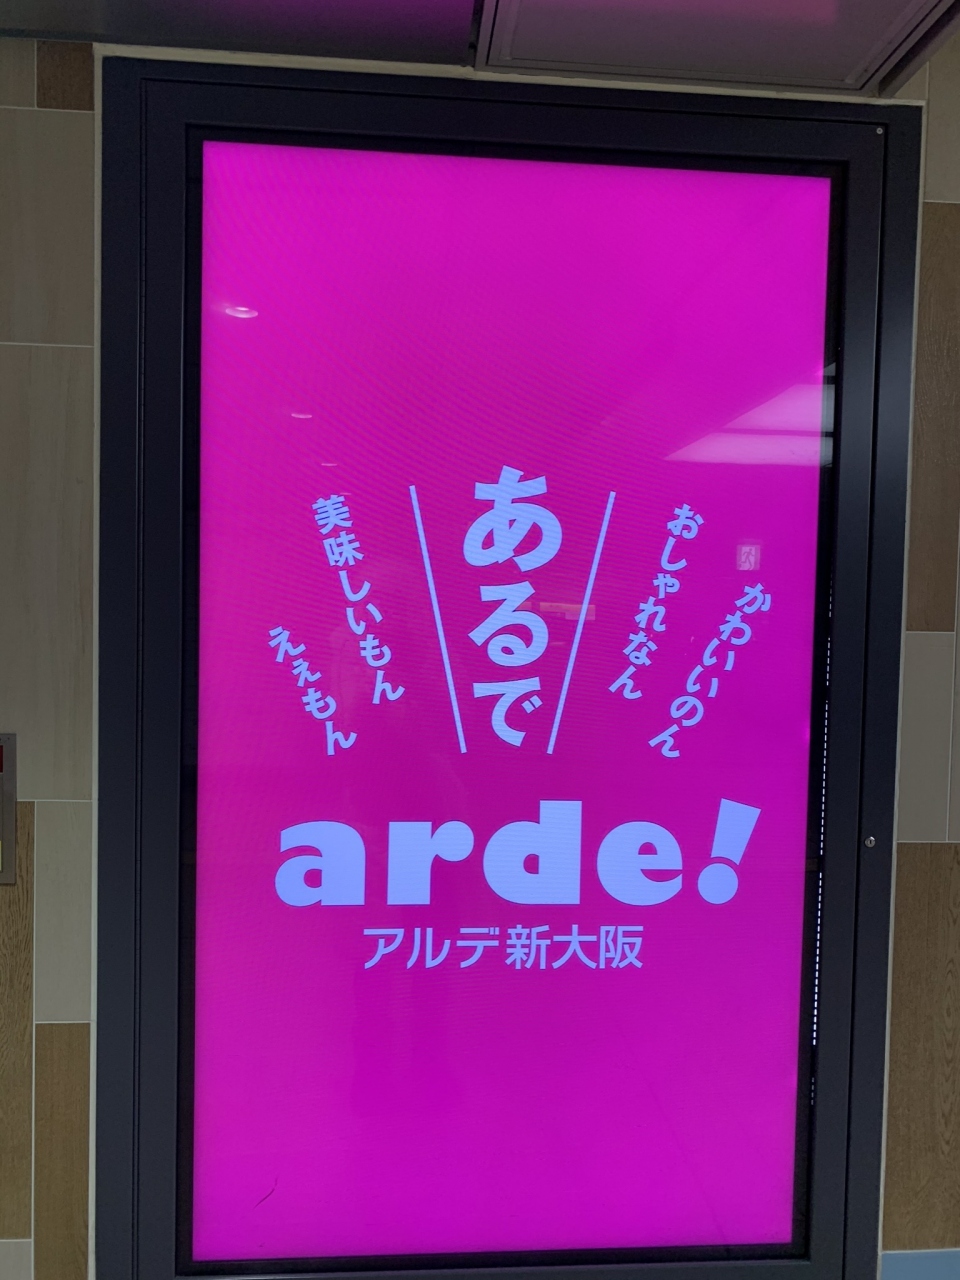 かわいいのん
おしゃれなん
あるで
美味しいもん
ええもん
arde!
アルデ新大阪